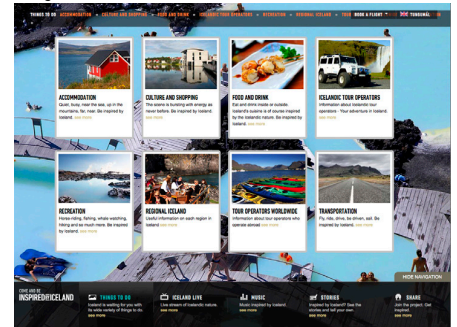 THINGS TO DO ACCOMMODATION • CULTURE AND SHOPPING • FOOD AND DRINK • ICELANDIC TOUR OPERATORS • RECREATION • REGIONAL ICELAND • TOUR BOOK A FLIGHT TUNGUMÁL
ACCOMMODATION
Quiet, busy, near the sea, up in the
mountains, far, near. Be inspired by
Iceland. see more
CULTURE AND SHOPPING
The scene is bursting with energy as
never before. Be inspired by Iceland.
see more
FOOD AND DRINK
Eat and drink inside or outside.
Iceland's cuisine is of course inspired
by the Icelandic nature. Be inspired
by Iceland. see more
ICELANDIC TOUR OPERATORS
Information about Icelandic tour
operators - Your adventure in Iceland.
see more
RECREATION
Horse riding, fishing, whale watching,
hiking and so much more. Be inspired
by Iceland. see more
REGIONAL ICELAND
Useful information on each region in
Iceland see more
TOUR OPERATORS WORLDWIDE
Information about tour operators who
operate abroad see more
TRANSPORTATION
Fly, ride, drive, be driven, sail. Be
inspired by Iceland. see more
HIDE NAVIGATION
COME AND BE
INSPIRED BY ICELAND
THINGS TO DO
Iceland is waiting for you with
its wide variety of things to do.
see more
ICELAND LIVE
Live stream of Icelandic nature.
see more
MUSIC
Music inspired by Iceland.
see more
STORIES
Inspired by Iceland? See the
stories and tell your own.
see more
SHARE
Join the project. Get
Inspired
see more